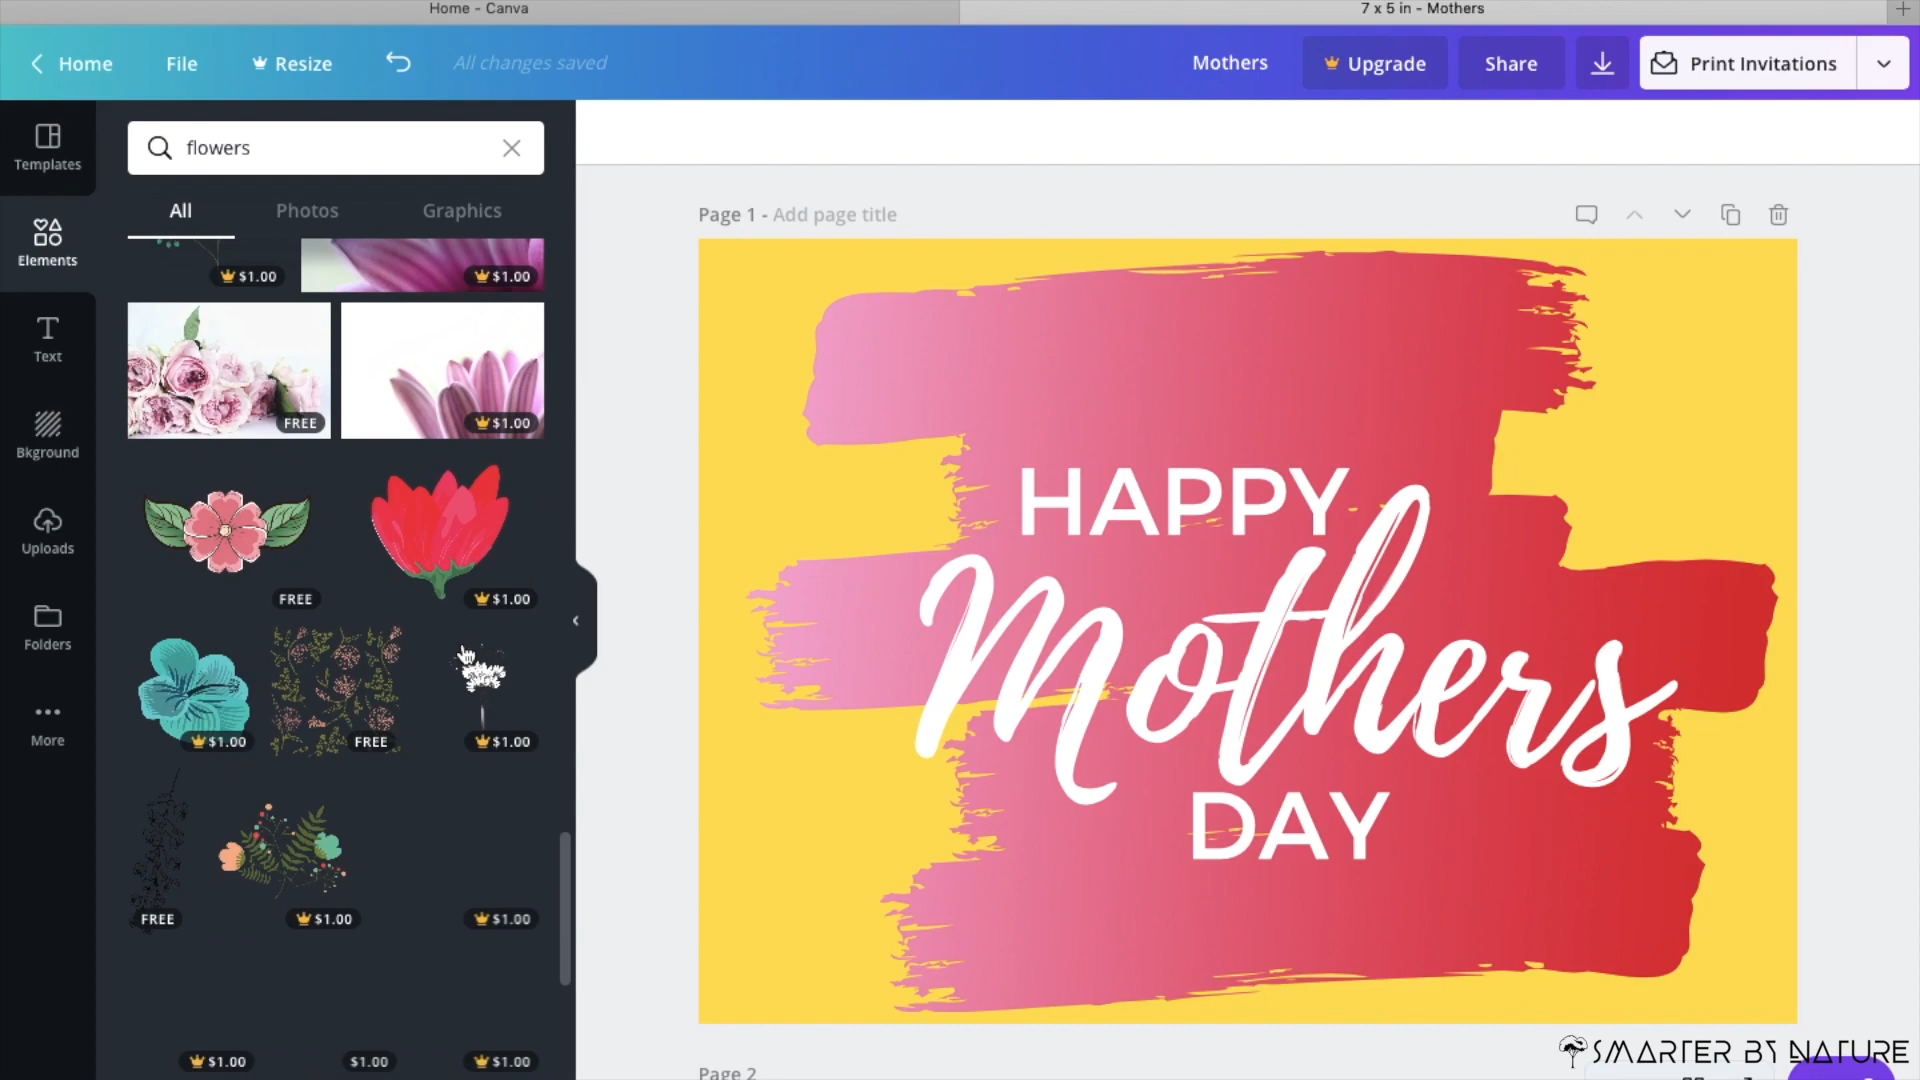 Home - Canva
7 x 5 in - Mothers
Home
File
Resize
All changes saved
Mothers
Upgrade
Share
Print Invitations
Templates
Elements
Text
Bkground
Uploads
Folders
More
flowers
All
Photos
Graphics
$1.00
$1.00
FREE
$1.00
FREE
$1.00
$1.00
FREE
$1.00
FREE
$1.00
$1.00
$1.00
$1.00
$1.00
Page 1 - Add page title
HAPPY
Mothers
DAY
Page 2
SMARTER BY NATURE